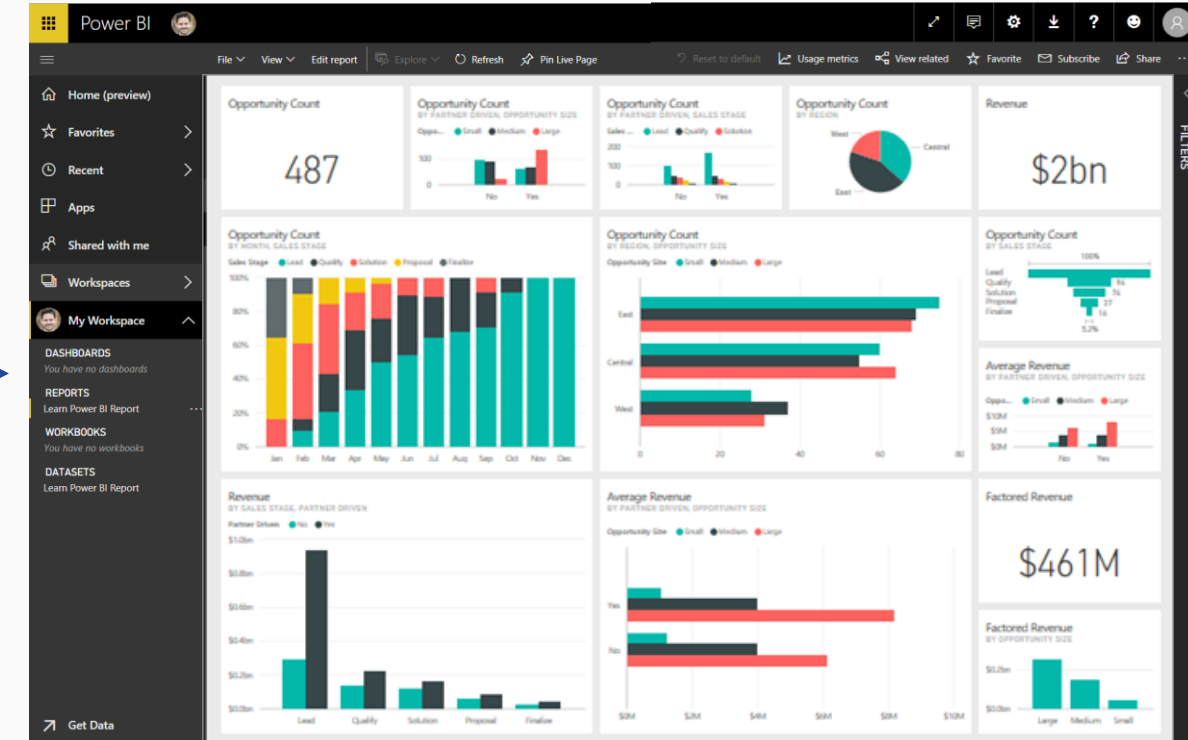 Power BI
File View Edit report Explore Refresh Pin Live Page Reset to default Usage metrics View related Favorite Subscribe Share
Home (preview)
Favorites
Recent
Apps
Shared with me
Workspaces
My Workspace
DASHBOARDS
You have no dashboards
REPORTS
Learn Power BI Report
WORKBOOKS
You have no workbooks
DATASETS
Learn Power BI Report
Get Data
FILTERS
Opportunity Count
487
Opportunity Count
BY PARTNER DRIVEN, OPPORTUNITY SIZE
Oppo... Small Medium Large
100
0
No Yes
Opportunity Count
BY PARTNER DRIVEN, SALES STAGE
Sales ... Lead Qualify Solution
200
100
0
No Yes
Opportunity Count
BY REGION
West
Central
East
Revenue
$2bn
Opportunity Count
BY MONTH, SALES STAGE
Sales Stage Lead Qualify Solution Proposal Finalize
100%
80%
60%
40%
20%
0%
Jan Feb Mar Apr May Jun Jul Aug Sep Oct Nov Dec
Opportunity Count
BY REGION, OPPORTUNITY SIZE
Opportunity Size Small Medium Large
East
Central
West
0 20 40 60 80
Opportunity Count
BY SALES STAGE
100%
Lead
Qualify 94
Solution 74
Proposal 37
Finalize 14
5.2%
Average Revenue
BY PARTNER DRIVEN, OPPORTUNITY SIZE
Oppo... Small Medium Large
$10M
$5M
$0M
No Yes
Revenue
BY SALES STAGE, PARTNER DRIVEN
Partner Driven No Yes
$1.0bn
$0.8bn
$0.6bn
$0.4bn
$0.2bn
$0.0bn
Lead Qualify Solution Proposal Finalize
Average Revenue
BY PARTNER DRIVEN, OPPORTUNITY SIZE
Opportunity Size Small Medium Large
Yes
No
$0M $2M $4M $6M $8M $10M
Factored Revenue
$461M
Factored Revenue
BY OPPORTUNITY SIZE
$0.2bn
$0.0bn
Large Medium Small